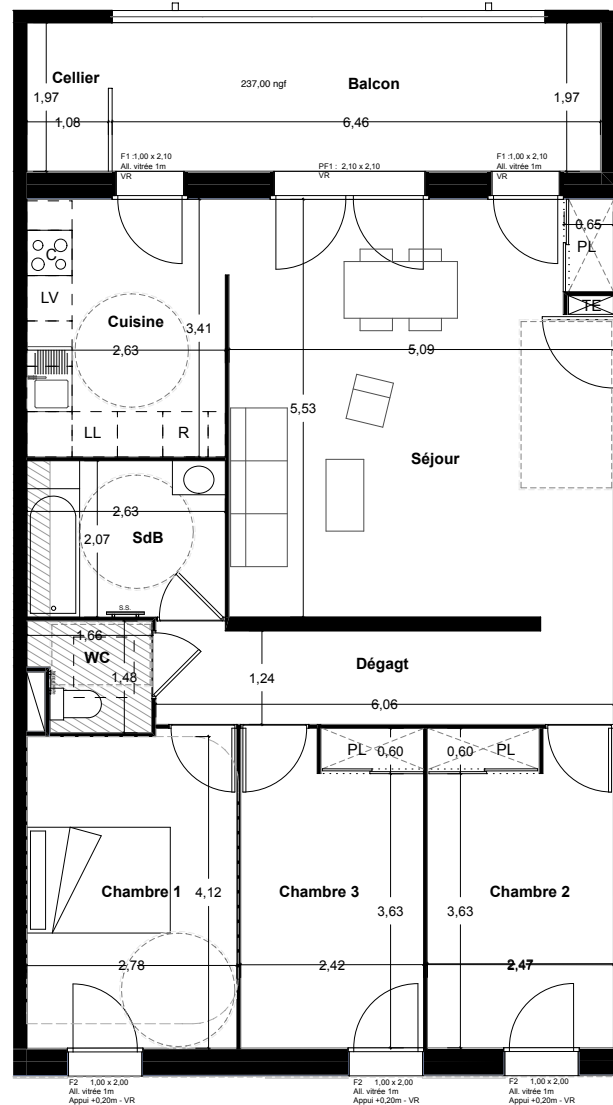 Cellier
237,00 ngf
Balcon
1,97
1,97
1,08
6,46
F1 :1,00 x 2,10
All. vitrée 1m
VR
PF1 : 2,10 x 2,10
VR
F1 :1,00 x 2,10
All. vitrée 1m
VR
0,65
PL
C
LV
TE
Cuisine
3,41
2,63
5,09
5,53
LL
R
Séjour
2,63
SdB
2,07
S.S.
1,66
WC
1,48
1,24
Dégagt
6,06
PL
0,60
0,60
PL
Chambre 1
4,12
Chambre 3
Chambre 2
3,63
3,63
2,78
2,42
2,47
F2 1,00 x 2,00
All. vitrée 1m
Appui +0,20m - VR
F2 1,00 x 2,00
All. vitrée 1m
Appui +0,20m - VR
F2 1,00 x 2,00
All. vitrée 1m
Appui +0,20m - VR